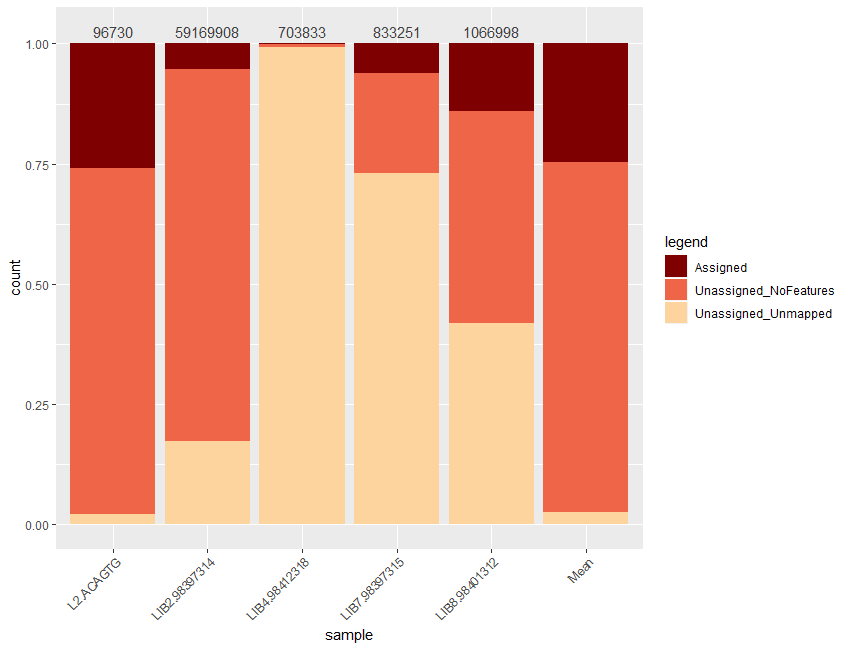 96730 59169908 703833 833251 1066998
1.00
0.75
0.50
0.25
0.00
count
L2,ACAGTG LIB2,98397314 LIB4,98412318 LIB7,98397315 LIB8,98401312 Mean
sample
legend
Assigned
Unassigned_NoFeatures
Unassigned_Unmapped